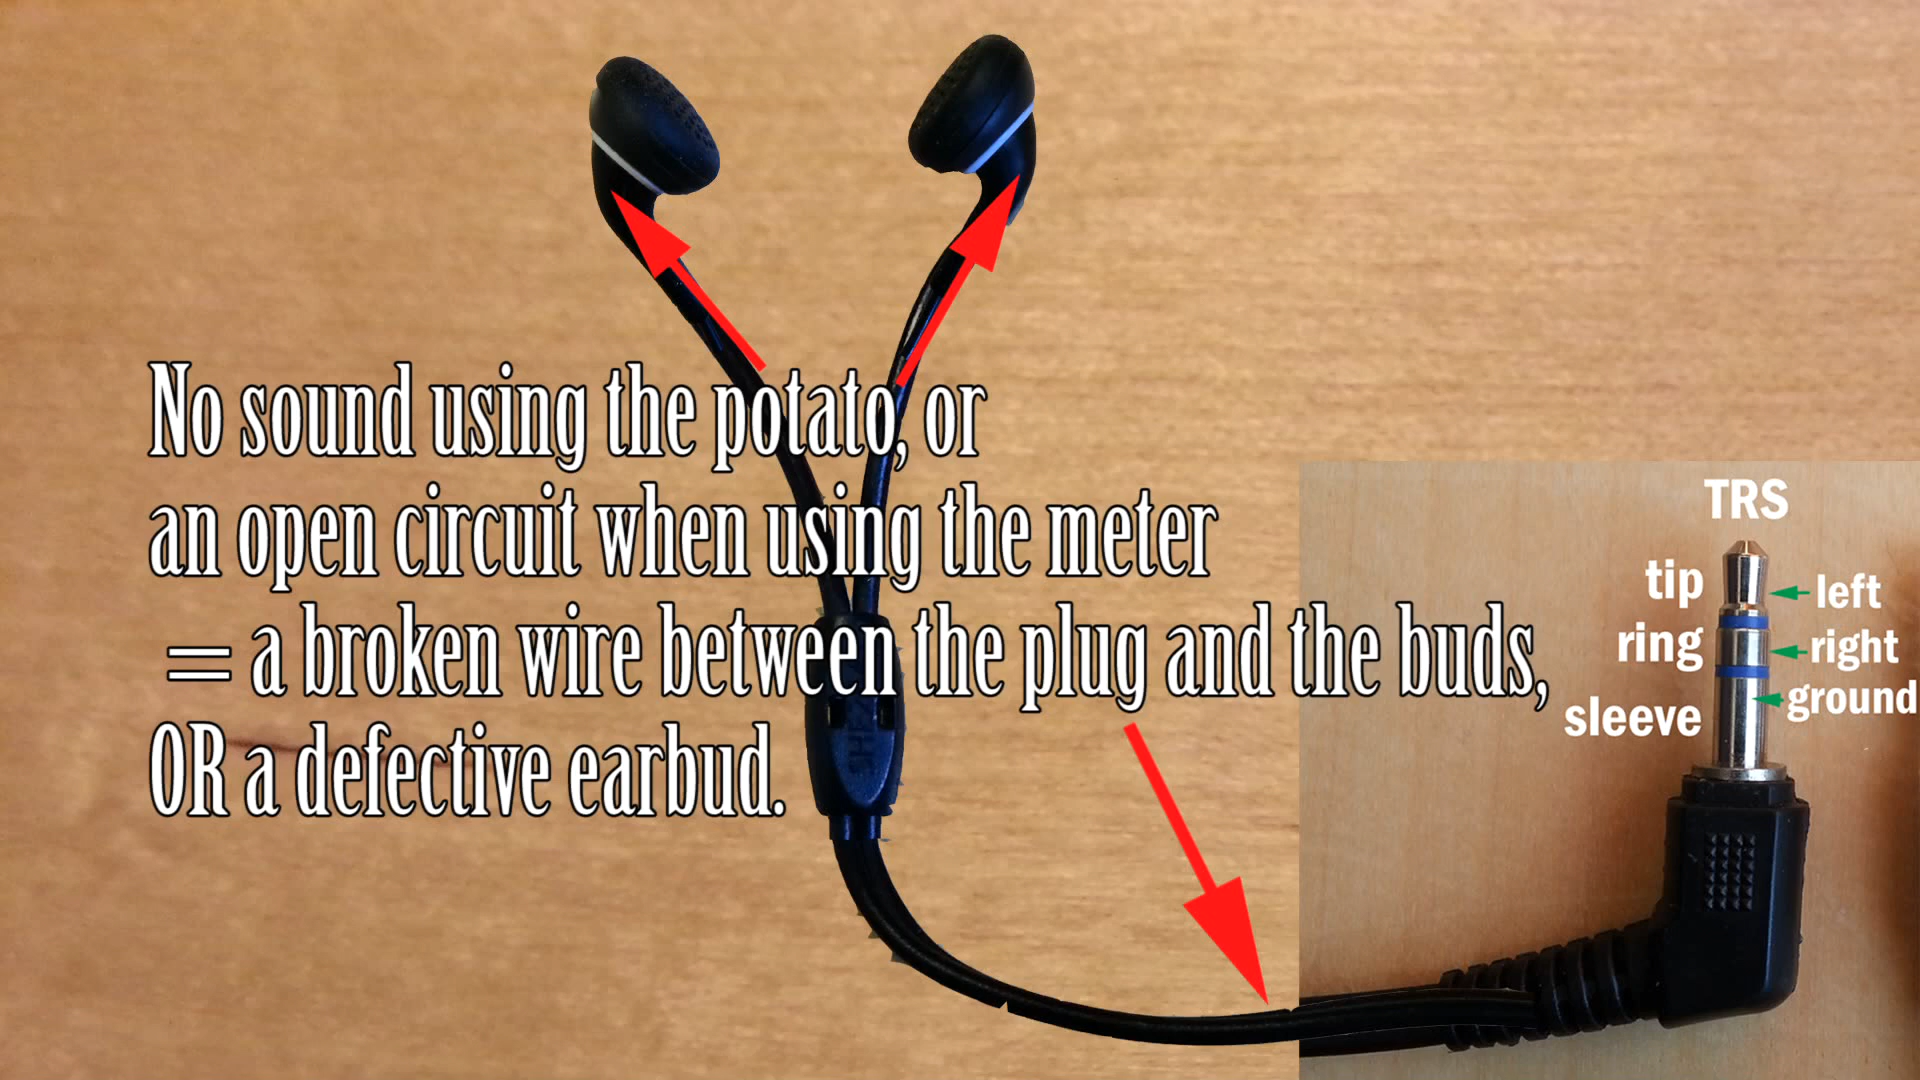 No sound using the potato, or
an open circuit when using the meter
= a broken wire between the plug and the buds,
OR a defective earbud.
TRS
tip
left
ring
right
sleeve
ground